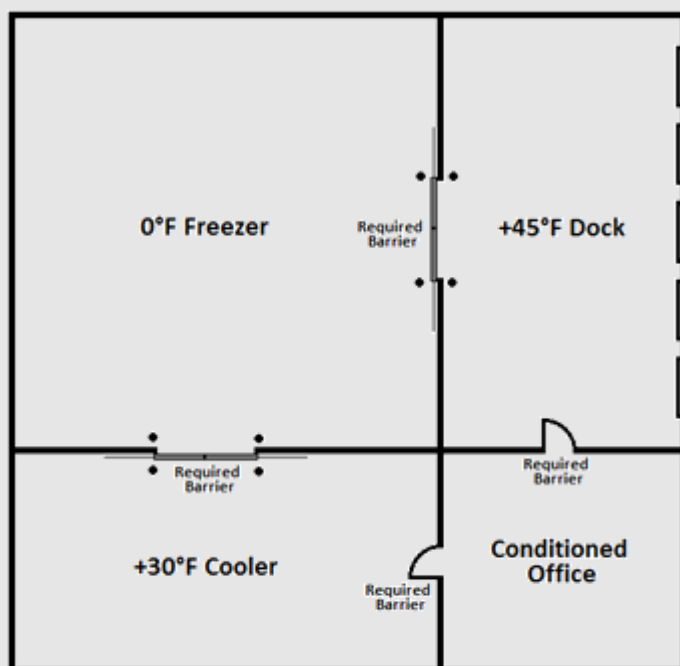 0°F Freezer
Required
Barrier
+45°F Dock
Required
Barrier
Required
Barrier
+30°F Cooler
Required
Barrier
Conditioned
Office